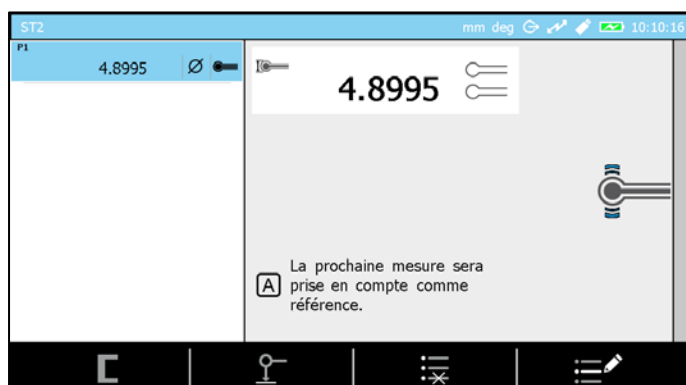 ST2 mm deg 10:10:16
P1
4.8995 Ø
4.8995
A
La prochaine mesure sera
prise en compte comme
référence.